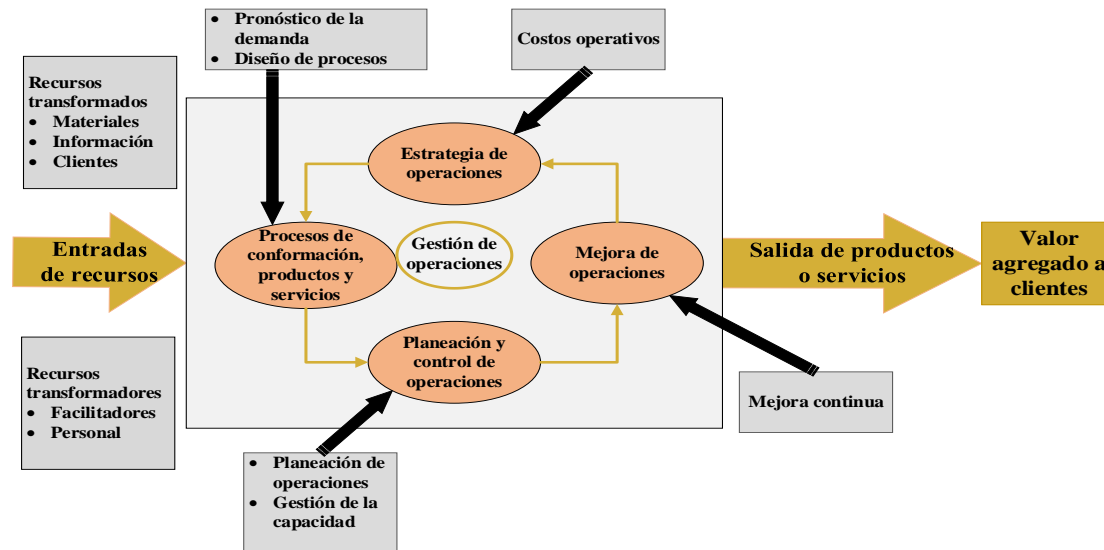 • Pronóstico de la
demanda
• Diseño de procesos
Costos operativos
Recursos
transformados
• Materiales
• Información
• Clientes
Estrategia de
operaciones
Entradas
de recursos
Procesos de
conformación,
productos y
servicios
Gestión de
operaciones
Mejora de
operaciones
Salida de productos
o servicios
Valor
agregado a
clientes
Planeación y
control de
operaciones
Recursos
transformadores
• Facilitadores
• Personal
Mejora continua
• Planeación de
operaciones
• Gestión de la
capacidad